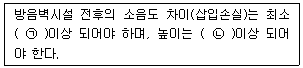 방음벽시설 전후의 소음도 차이(삽입손실)는 최소
( ㉠ )이상 되어야 하며, 높이는 ( ㉡ )이상 되어
야 한다.